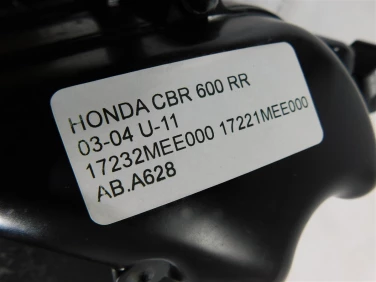 HONDA CBR 600 RR
03-04 U-11
17232MEE000 17221MEE000
AB.A628